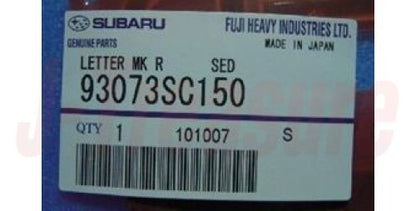 SUBARU FUJI HEAVY INDUSTRIES LTD.
GENUINE PARTS MADE IN JAPAN
LETTER MK R SED
93073SC150
QTY 1 101007 S